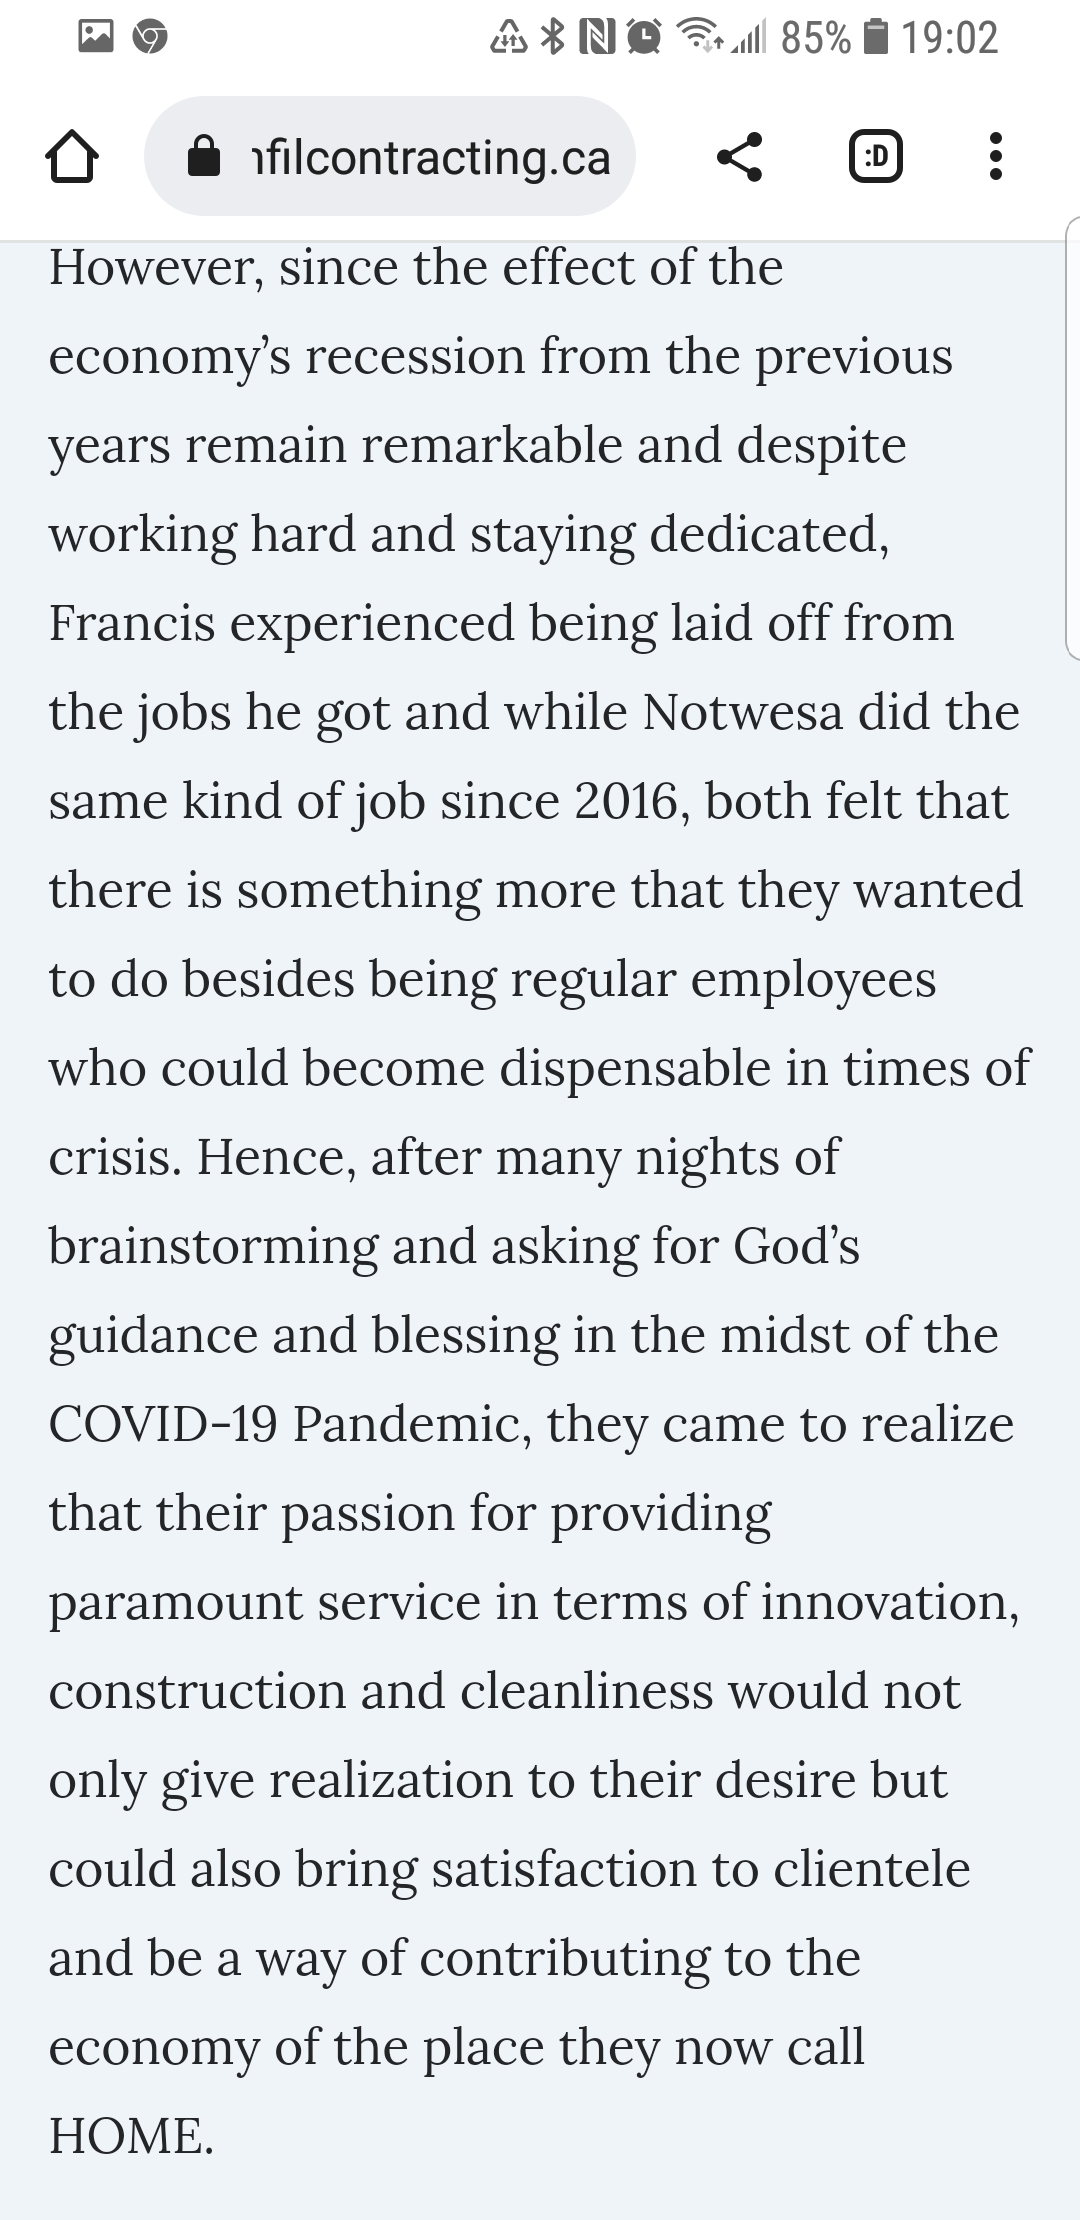 85% 19:02
nfilcontracting.ca
:D
However, since the effect of the
economy’s recession from the previous
years remain remarkable and despite
working hard and staying dedicated,
Francis experienced being laid off from
the jobs he got and while Notwesa did the
same kind of job since 2016, both felt that
there is something more that they wanted
to do besides being regular employees
who could become dispensable in times of
crisis. Hence, after many nights of
brainstorming and asking for God’s
guidance and blessing in the midst of the
COVID-19 Pandemic, they came to realize
that their passion for providing
paramount service in terms of innovation,
construction and cleanliness would not
only give realization to their desire but
could also bring satisfaction to clientele
and be a way of contributing to the
economy of the place they now call
HOME.